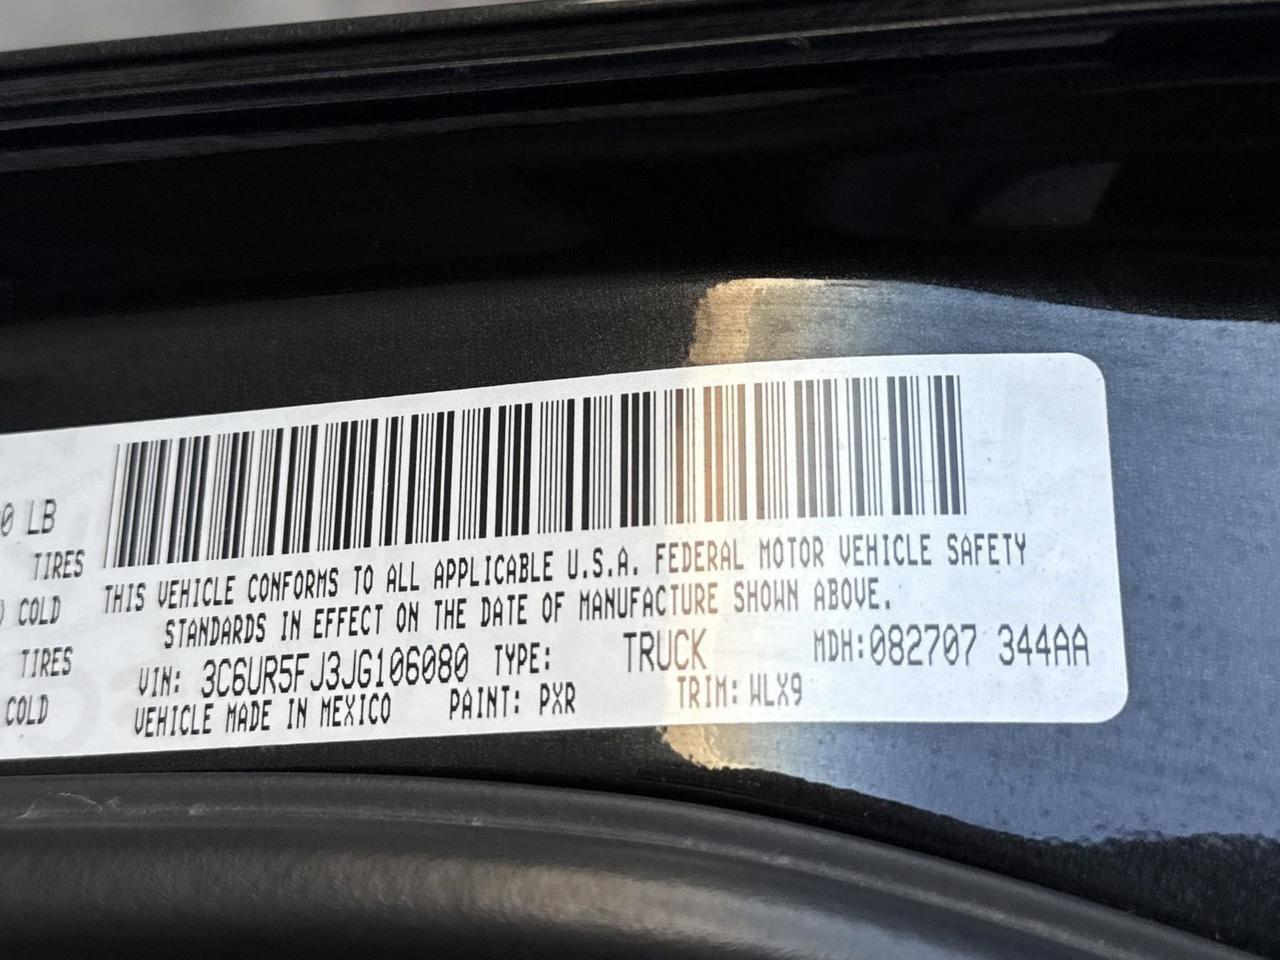 0 LB
TIRES
COLD
TIRES
COLD
THIS VEHICLE CONFORMS TO ALL APPLICABLE U.S.A. FEDERAL MOTOR VEHICLE SAFETY
STANDARDS IN EFFECT ON THE DATE OF MANUFACTURE SHOWN ABOVE.
VIN: 3C6UR5FJ3JG106080 TYPE: TRUCK MDH:082707 344AA
VEHICLE MADE IN MEXICO PAINT: PXR TRIM: WLX9